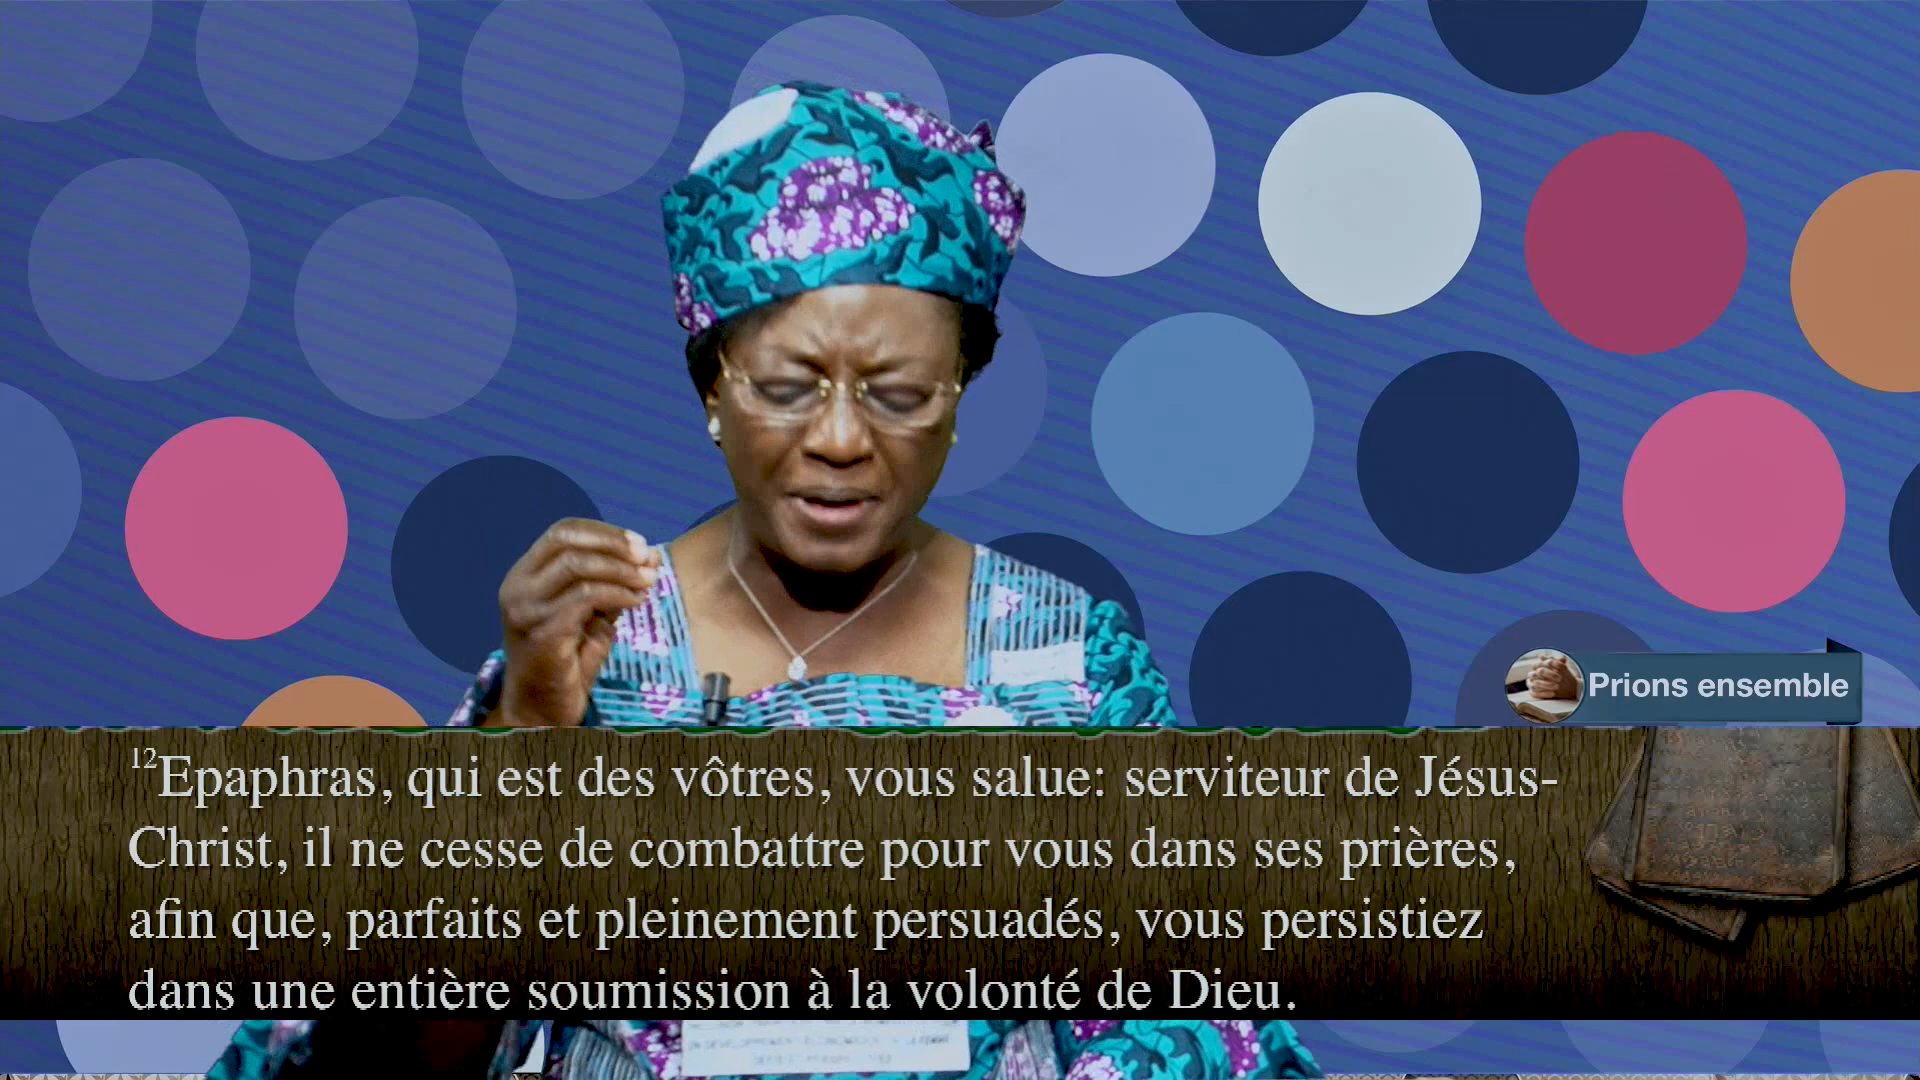 Prions ensemble
12Epaphras, qui est des vôtres, vous salue: serviteur de Jésus-
Christ, il ne cesse de combattre pour vous dans ses prières,
afin que, parfaits et pleinement persuadés, vous persistiez
dans une entière soumission à la volonté de Dieu.